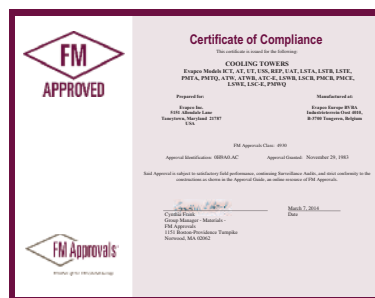 FM
APPROVED
Certificate of Compliance
This certificate is issued for the following:
COOLING TOWERS
Evapco Models ICT, AT, UT, USS, REP, UAT, LSTA, LSTB, LSTE,
PMTA, PMTQ, ATW, ATWB, ATC-E, LSWB, LSCB, PMCB, PMCE,
LSWE, LSC-E, PMWQ
Prepared for:
Manufactured at:
Evapco Inc.
5151 Allendale Lane
Taneytown, Maryland 21787
USA
Evapco Europe BVBA
Industrieterrein Oost 4010,
B-3700 Tongeren, Belgium
FM Approvals Class: 4930
Approval Identification: 0H9A0.AC
Approval Granted: November 29, 1983
Said Approval is subject to satisfactory field performance, continuing Surveillance Audits, and strict conformity to the
constructions as shown in the Approval Guide, an online resource of FM Approvals.
March 7, 2014
Cynthia Frank
Date
Group Manager - Materials -
FM Approvals
1151 Boston-Providence Turnpike
Norwood, MA 02062
FM Approvals